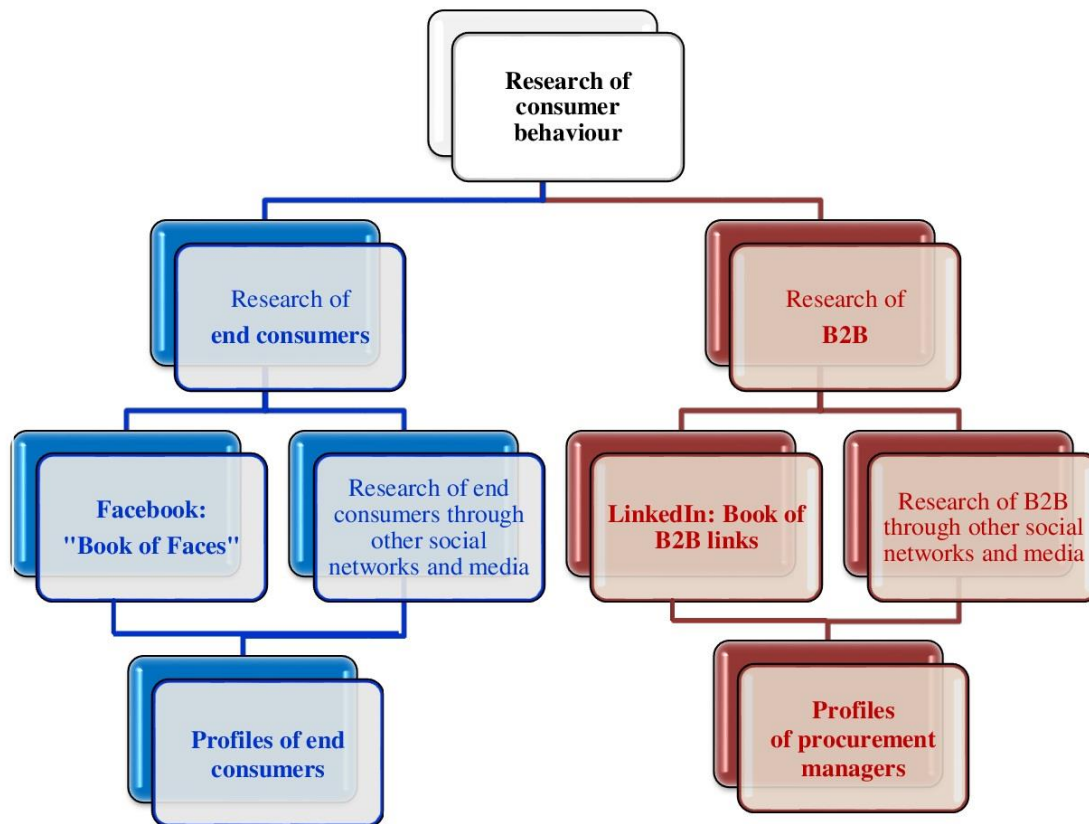 Research of
consumer
behaviour
Research of
end consumers
Research of
B2B
Facebook:
"Book of Faces"
Research of end
consumers through
other social
networks and media
LinkedIn: Book of
B2B links
Research of B2B
through other social
networks and media
Profiles of end
consumers
Profiles
of procurement
managers